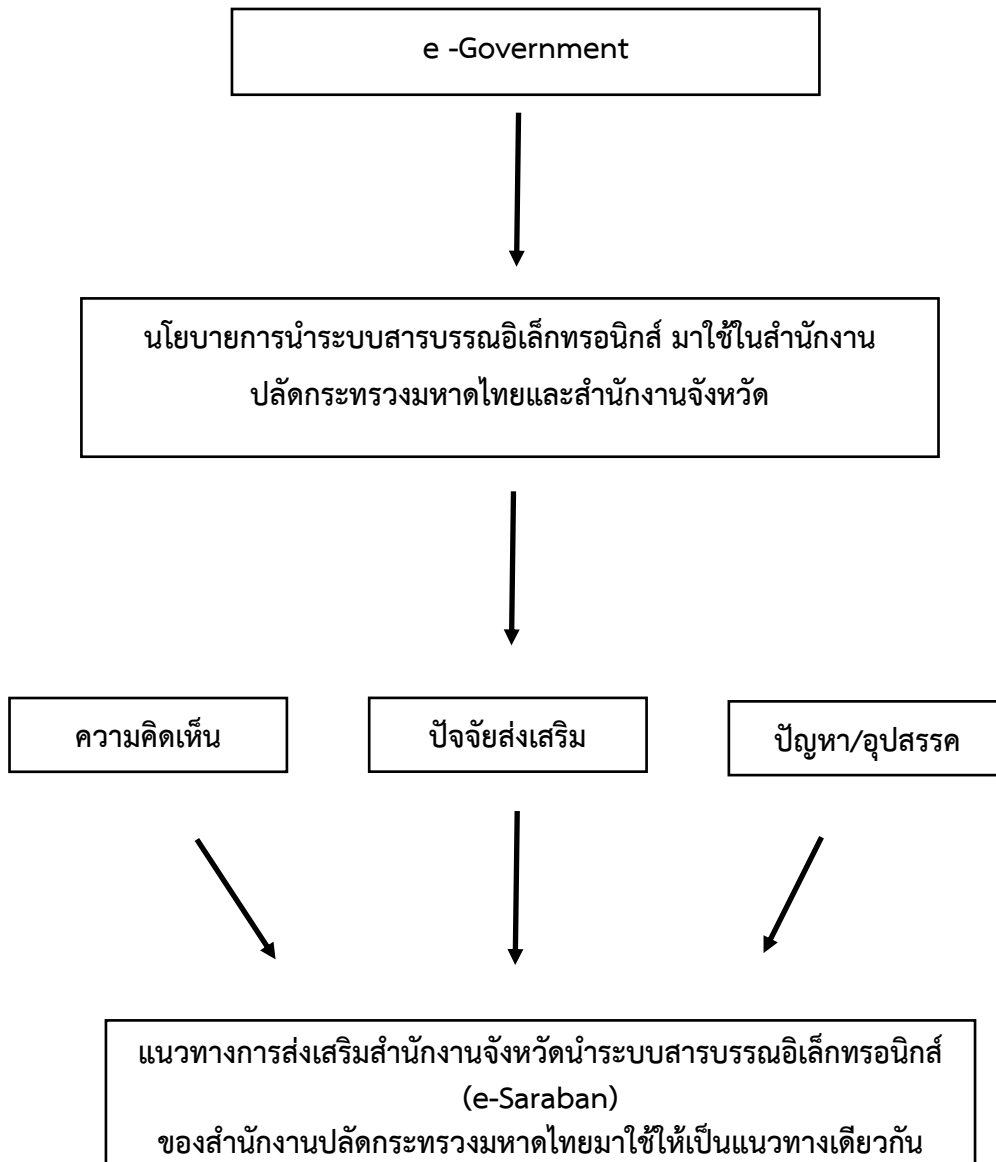 e -Government
นโยบายการนำระบบสารบรรณอิเล็กทรอนิกส์ มาใช้ในสำนักงาน
ปลัดกระทรวงมหาดไทยและสำนักงานจังหวัด
ความคิดเห็น
ปัจจัยส่งเสริม
ปัญหา/อุปสรรค
แนวทางการส่งเสริมสำนักงานจังหวัดนำระบบสารบรรณอิเล็กทรอนิกส์
(e-Saraban)
ของสำนักงานปลัดกระทรวงมหาดไทยมาใช้ให้เป็นแนวทางเดียวกัน